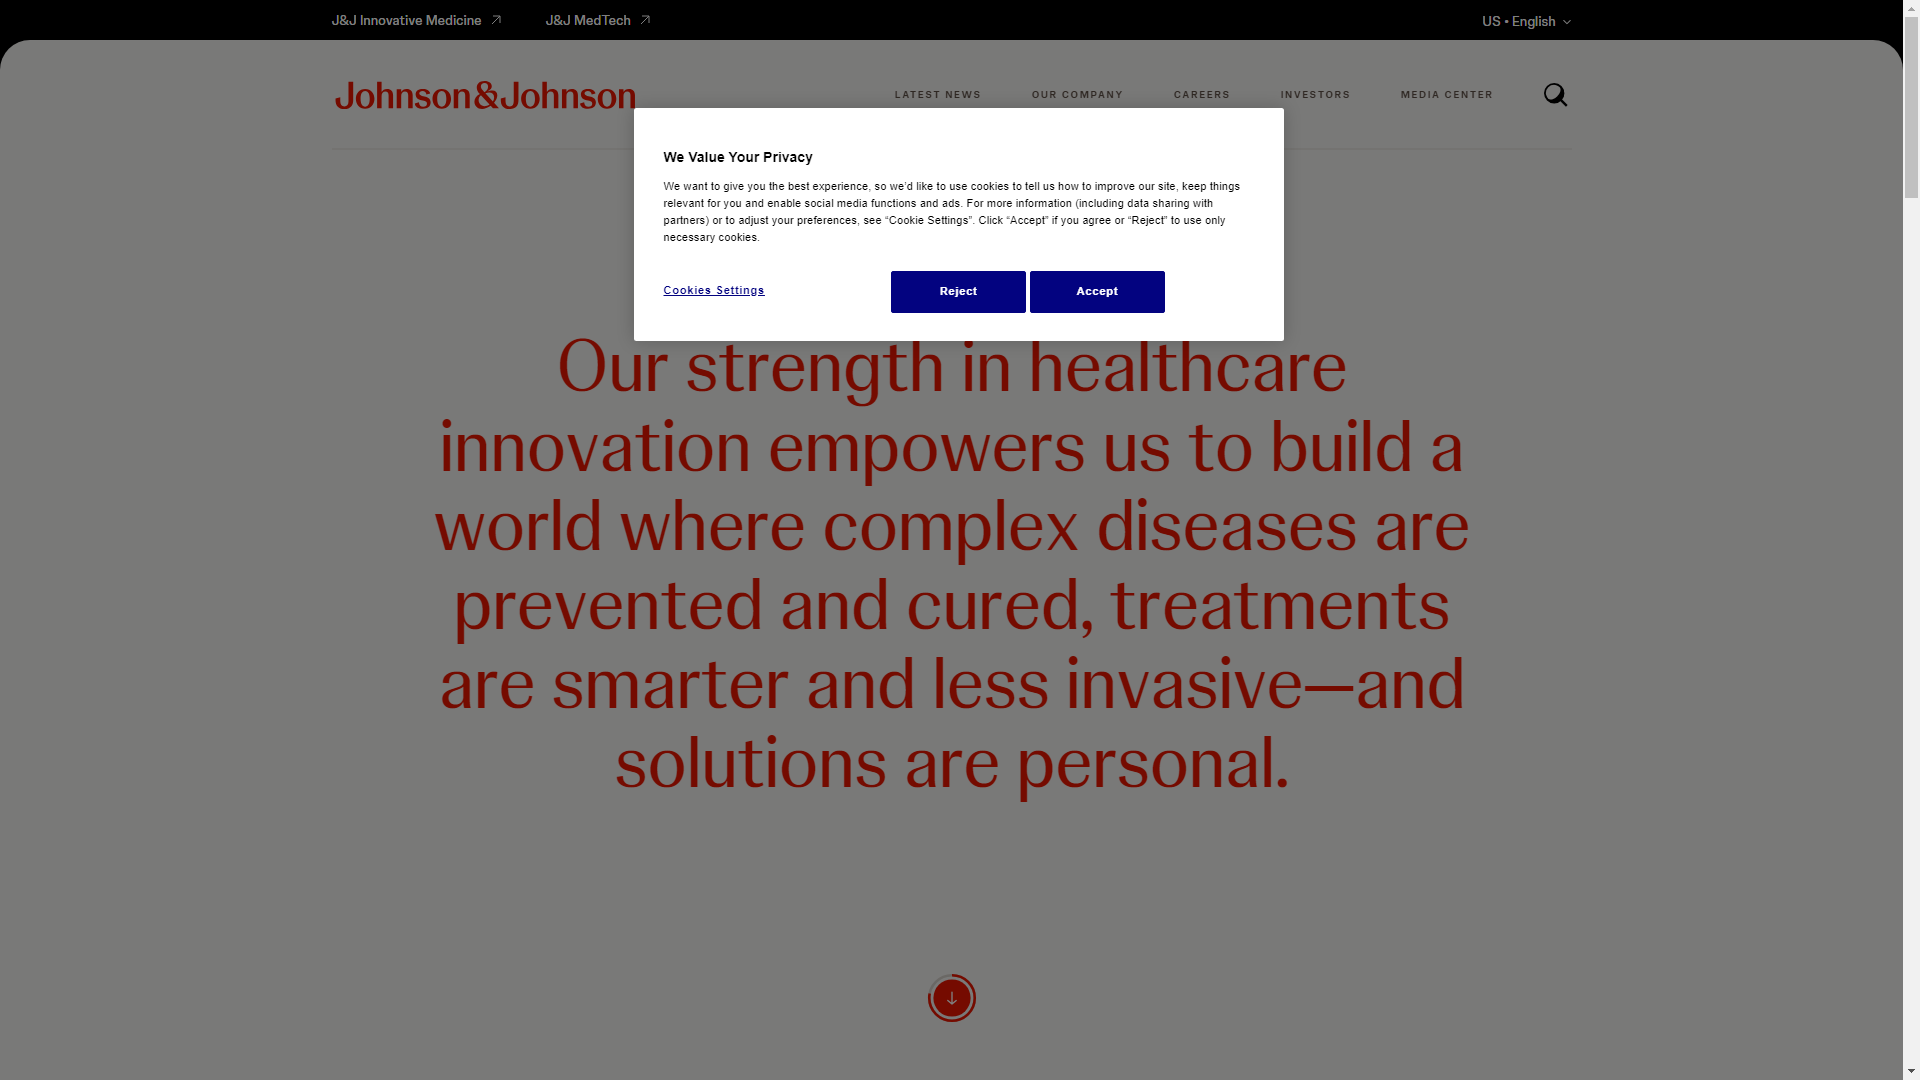 J&J Innovative Medicine
J&J MedTech
US • English
Johnson&Johnson
LATEST NEWS
OUR COMPANY
CAREERS
INVESTORS
MEDIA CENTER
We Value Your Privacy
We want to give you the best experience, so we’d like to use cookies to tell us how to improve our site, keep things
relevant for you and enable social media functions and ads. For more information (including data sharing with
partners) or to adjust your preferences, see “Cookie Settings”. Click “Accept” if you agree or “Reject” to use only
necessary cookies.
Cookies Settings
Reject
Accept
Our strength in healthcare
innovation empowers us to build a
world where complex diseases are
prevented and cured, treatments
are smarter and less invasive—and
solutions are personal.